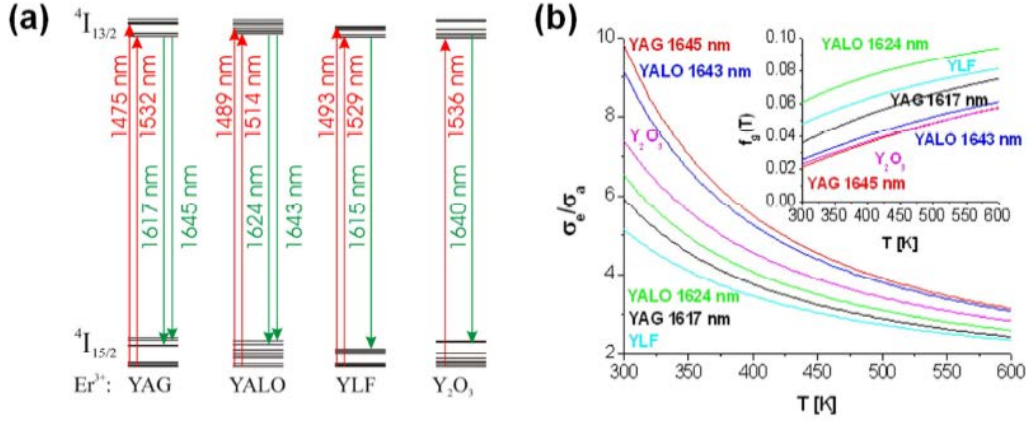 (a)
⁴I₁₃/₂
1475 nm
1532 nm
1617 nm
1645 nm
1489 nm
1514 nm
1624 nm
1643 nm
1493 nm
1529 nm
1615 nm
1536 nm
1640 nm
⁴I₁₅/₂
Er³⁺: YAG YALO YLF Y₂O₃
(b)
10
8
6
4
2
σₑ/σₐ
300 350 400 450 500 550 600
T [K]
YAG 1645 nm
YALO 1643 nm
Y₂O₃
YALO 1624 nm
YAG 1617 nm
YLF
0.10
0.08
0.06
0.04
0.02
0.00
f_g(T)
300 350 400 450 500 550 600
T [K]
YALO 1624 nm
YLF
YAG 1617 nm
YALO 1643 nm
Y₂O₃
YAG 1645 nm